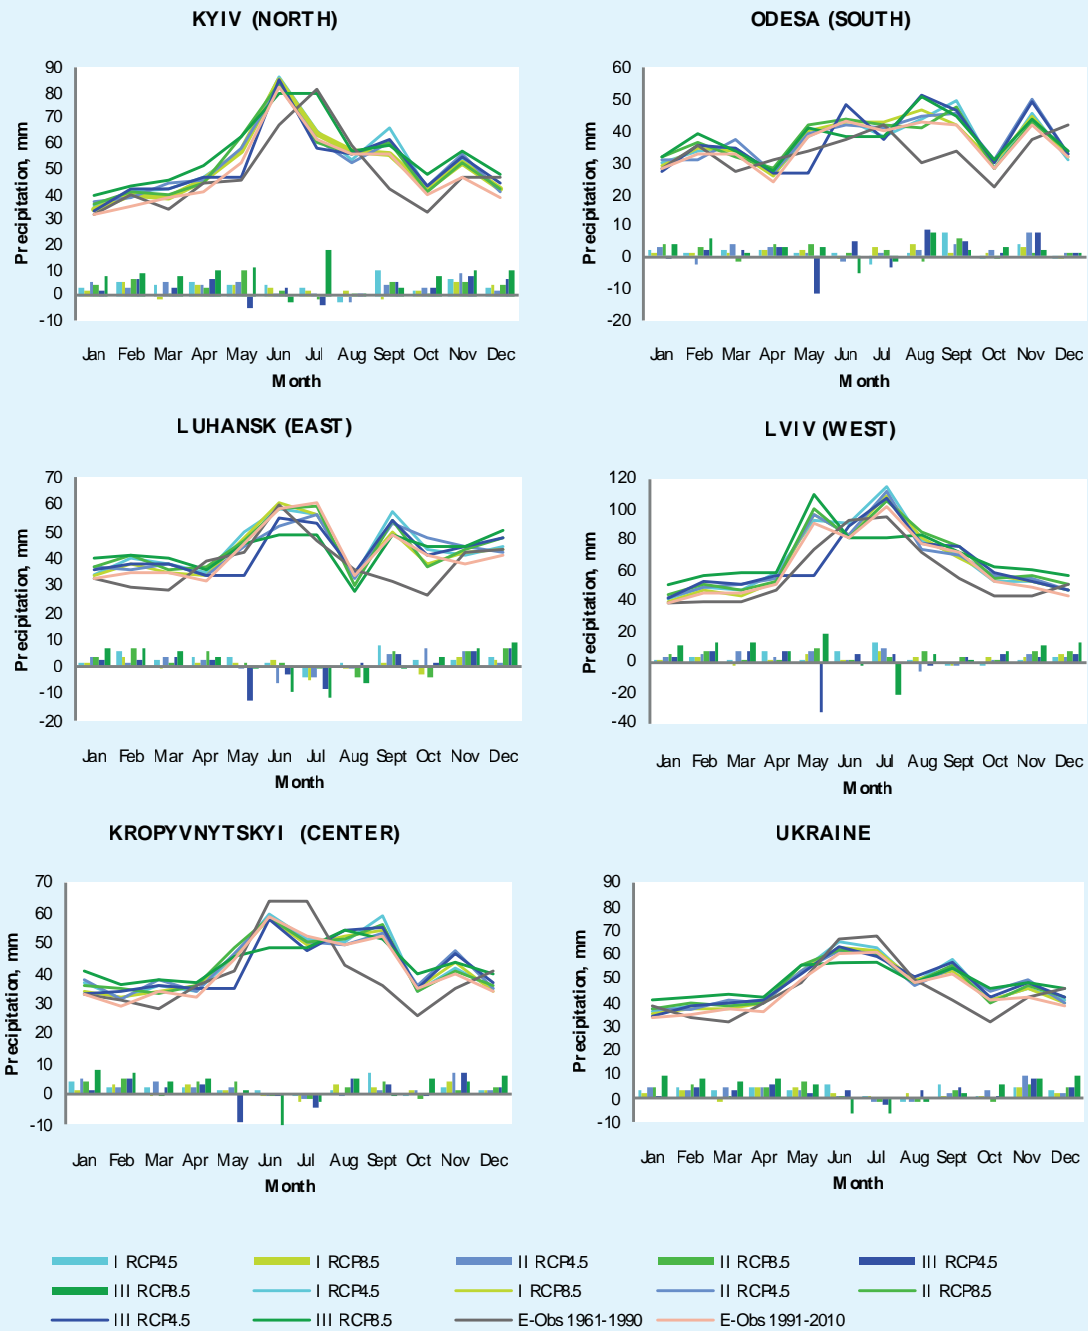 KYIV (NORTH)
Precipitation, mm
90
80
70
60
50
40
30
20
10
0
-10
Jan Feb Mar Apr May Jun Jul Aug Sept Oct Nov Dec
Month
ODESA (SOUTH)
Precipitation, mm
60
50
40
30
20
10
0
-10
-20
Jan Feb Mar Apr May Jun Jul Aug Sept Oct Nov Dec
Month
LUHANSK (EAST)
Precipitation, mm
70
60
50
40
30
20
10
0
-10
-20
Jan Feb Mar Apr May Jun Jul Aug Sept Oct Nov Dec
Month
LVIV (WEST)
Precipitation, mm
120
100
80
60
40
20
0
-20
-40
Jan Feb Mar Apr May Jun Jul Aug Sept Oct Nov Dec
Month
KROPYVNYTSKYI (CENTER)
Precipitation, mm
70
60
50
40
30
20
10
0
-10
Jan Feb Mar Apr May Jun Jul Aug Sept Oct Nov Dec
Month
UKRAINE
Precipitation, mm
90
80
70
60
50
40
30
20
10
0
-10
Jan Feb Mar Apr May Jun Jul Aug Sept Oct Nov Dec
Month
I RCP4.5 I RCP8.5 II RCP4.5 II RCP8.5 III RCP4.5
III RCP8.5 I RCP4.5 I RCP8.5 II RCP4.5 II RCP8.5
III RCP4.5 III RCP8.5 E-Obs 1961-1990 E-Obs 1991-2010